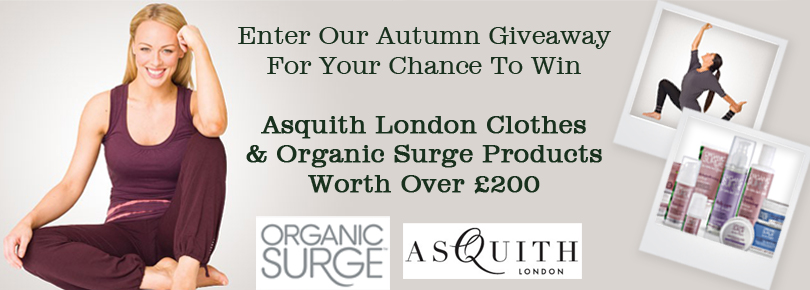 Enter Our Autumn Giveaway
For Your Chance To Win
Asquith London Clothes
& Organic Surge Products
Worth Over £200
ORGANIC
SURGE
ASQUITH
LONDON